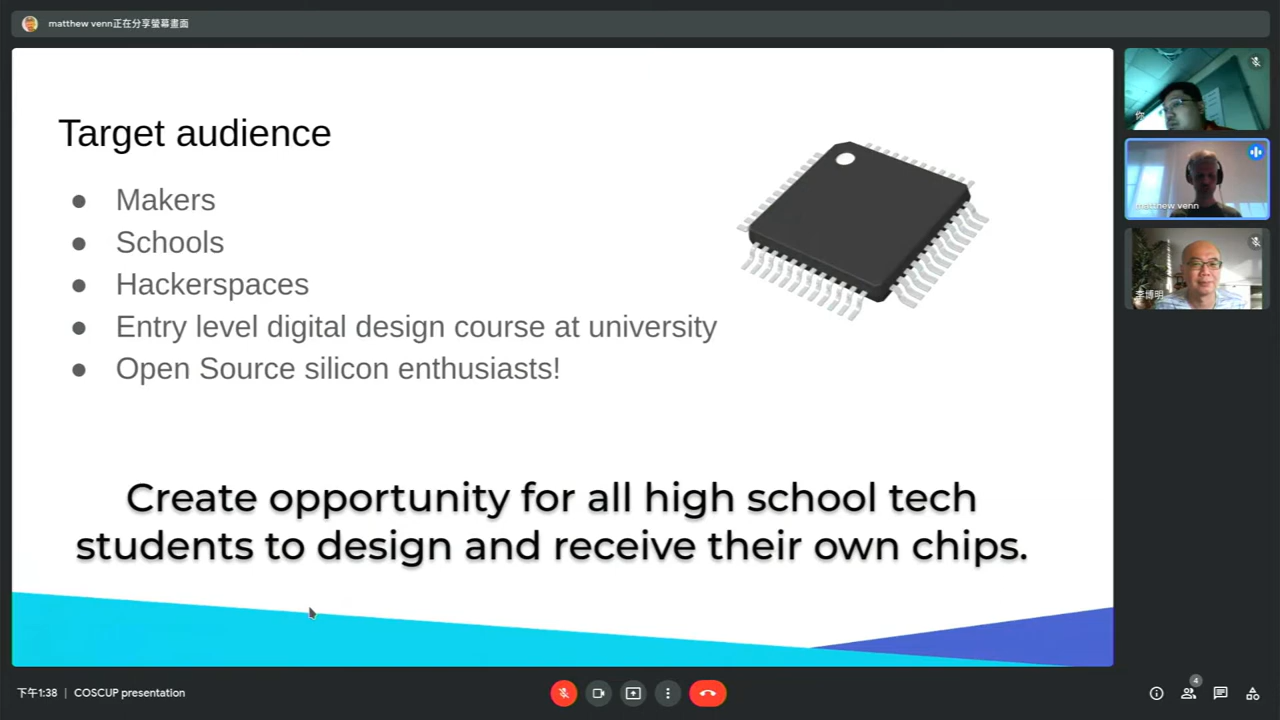 matthew venn正在分享螢幕畫面
Target audience
● Makers
● Schools
● Hackerspaces
● Entry level digital design course at university
● Open Source silicon enthusiasts!
Create opportunity for all high school tech
students to design and receive their own chips.
你
matthew venn
李博明
下午1:38 | COSCUP presentation
4